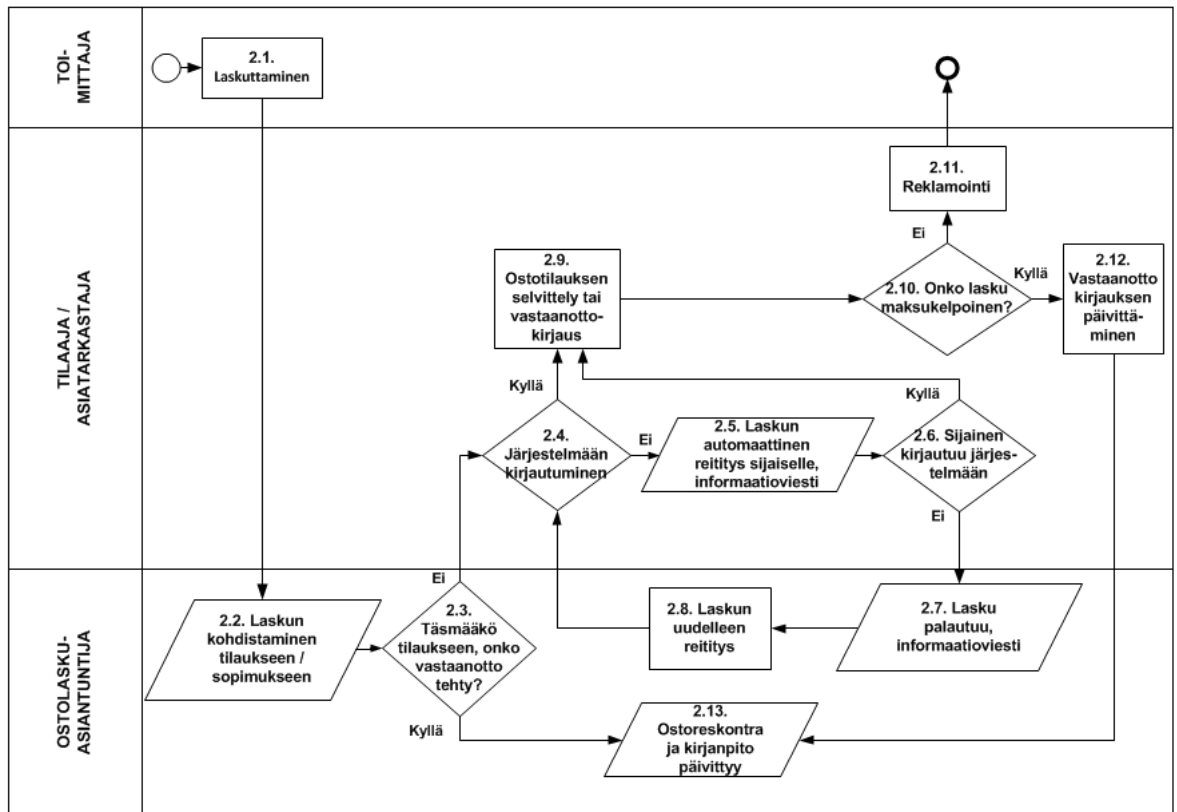 TOI-
MITTAJA
2.1.
Laskuttaminen
TILAAJA /
ASIATARKASTAJA
2.11.
Reklamointi
Ei
2.9.
Ostotilauksen
selvittely tai
vastaanotto-
kirjaus
2.10. Onko lasku
maksukelpoinen?
Kyllä
2.12.
Vastaanotto
kirjauksen
päivittä-
minen
Kyllä
Kyllä
2.4.
Järjestelmään
kirjautuminen
Ei
2.5. Laskun
automaattinen
reititys sijaiselle,
informaatioviesti
2.6. Sijainen
kirjautuu järjes-
telmään
Ei
OSTOLASKU-
ASIANTUNTIJA
Ei
2.2. Laskun
kohdistaminen
tilaukseen /
sopimukseen
2.3.
Täsmääkö
tilaukseen, onko
vastaanotto
tehty?
2.8. Laskun
uudelleen
reititys
2.7. Lasku
palautuu,
informaatioviesti
Kyllä
2.13.
Ostoreskontra
ja kirjanpito
päivittyy